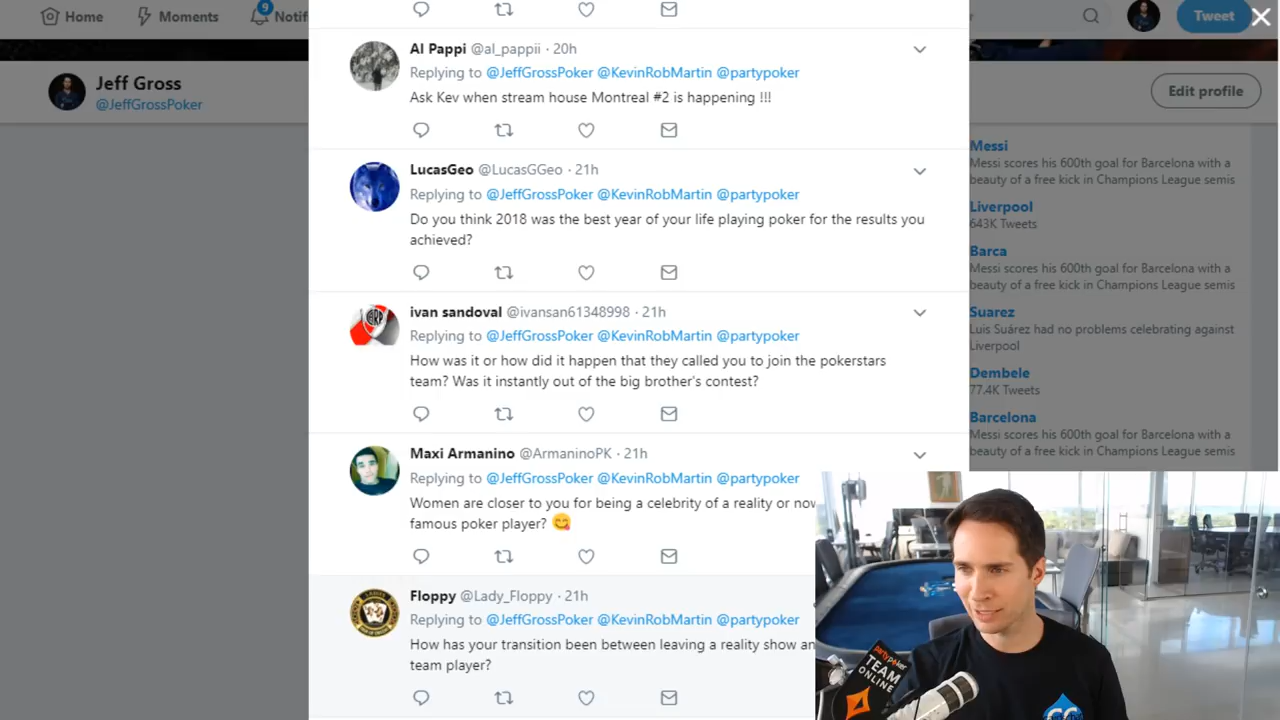 Home
Moments
9
Notif
Tweet
Jeff Gross
@JeffGrossPoker
Edit profile
Al Pappi @al_pappii · 20h
Replying to @JeffGrossPoker @KevinRobMartin @partypoker
Ask Kev when stream house Montreal #2 is happening !!!
LucasGeo @LucasGGeo · 21h
Replying to @JeffGrossPoker @KevinRobMartin @partypoker
Do you think 2018 was the best year of your life playing poker for the results you
achieved?
ivan sandoval @ivansan61348998 · 21h
Replying to @JeffGrossPoker @KevinRobMartin @partypoker
How was it or how did it happen that they called you to join the pokerstars
team? Was it instantly out of the big brother's contest?
Maxi Armanino @ArmaninoPK · 21h
Replying to @JeffGrossPoker @KevinRobMartin @partypoker
Women are closer to you for being a celebrity of a reality or now
famous poker player? 😋
Floppy @Lady_Floppy · 21h
Replying to @JeffGrossPoker @KevinRobMartin @partypoker
How has your transition been between leaving a reality show an
team player?
Messi
Messi scores his 600th goal for Barcelona with a
beauty of a free kick in Champions League semis
Liverpool
643K Tweets
Barca
Messi scores his 600th goal for Barcelona with a
beauty of a free kick in Champions League semis
Suarez
Luis Suárez had no problems celebrating against
Liverpool
Dembele
77.4K Tweets
Barcelona
Messi scores his 600th goal for Barcelona with a
beauty of a free kick in Champions League semis
partypoker
TEAM
ONLINE